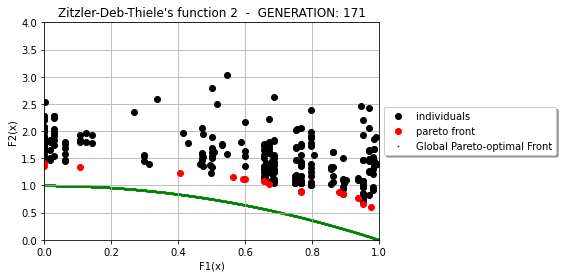 Zitzler-Deb-Thiele's function 2 - GENERATION: 171
4.0
3.5
3.0
2.5
2.0
1.5
1.0
0.5
0.0
F2(x)
0.0 0.2 0.4 0.6 0.8 1.0
F1(x)
individuals
pareto front
Global Pareto-optimal Front